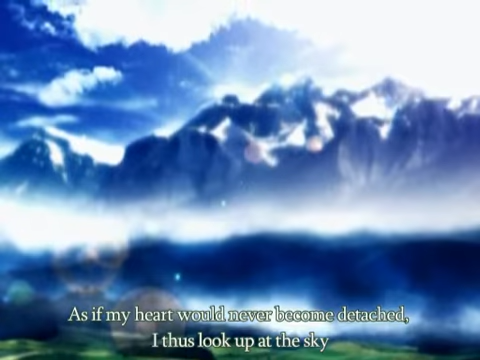 As if my heart would never become detached,
I thus look up at the sky